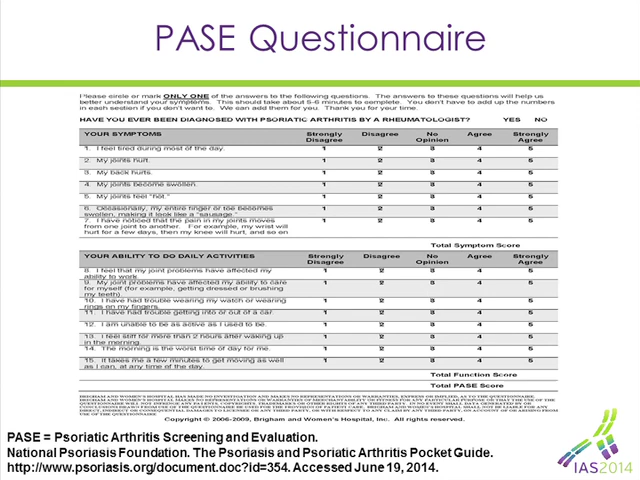 PASE Questionnaire
Please circle or mark ONLY ONE of the answers to the following questions. The answers to these questions will help us
better understand your symptoms. This should take about 5-6 minutes to complete. You don't have to add up the numbers
in each section if you don't want to. We can add them for you. Thank you for your time.
HAVE YOU EVER BEEN DIAGNOSED WITH PSORIATIC ARTHRITIS BY A RHEUMATOLOGIST? YES NO
YOUR SYMPTOMS Strongly Disagree Disagree No Opinion Agree Strongly Agree
1. I feel tired during most of the day. 1 2 3 4 5
2. My joints hurt. 1 2 3 4 5
3. My back hurts. 1 2 3 4 5
4. My joints become swollen. 1 2 3 4 5
5. My joints feel "hot." 1 2 3 4 5
6. Occasionally, my entire finger or toe becomes 1 2 3 4 5
swollen, making it look like a "sausage."
7. I have noticed that the pain in my joints moves 1 2 3 4 5
from one joint to another. For example, my wrist will
hurt for a few days, then my knee will hurt, and so on
Total Symptom Score
YOUR ABILITY TO DO DAILY ACTIVITIES Strongly Disagree Disagree No Opinion Agree Strongly Agree
8. I feel that my joint problems have affected my 1 2 3 4 5
ability to work.
9. My joint problems have affected my ability to care 1 2 3 4 5
for myself (for example, getting dressed or brushing
my teeth).
10. I have had trouble wearing my watch or wearing 1 2 3 4 5
rings on my fingers.
11. I have had trouble getting into or out of a car. 1 2 3 4 5
12. I am unable to be as active as I used to be. 1 2 3 4 5
13. I feel stiff for more than 2 hours after waking up 1 2 3 4 5
in the morning.
14. The morning is the worst time of day for me. 1 2 3 4 5
15. It takes me a few minutes to get moving as well 1 2 3 4 5
as I can, at any time of the day.
Total Function Score
Total PASE Score
Copyright © 2006-2009, Brigham and Women's Hospital, Inc. All rights reserved.
PASE = Psoriatic Arthritis Screening and Evaluation.
National Psoriasis Foundation. The Psoriasis and Psoriatic Arthritis Pocket Guide.
http://www.psoriasis.org/document.doc?id=354. Accessed June 19, 2014.
IAS2014